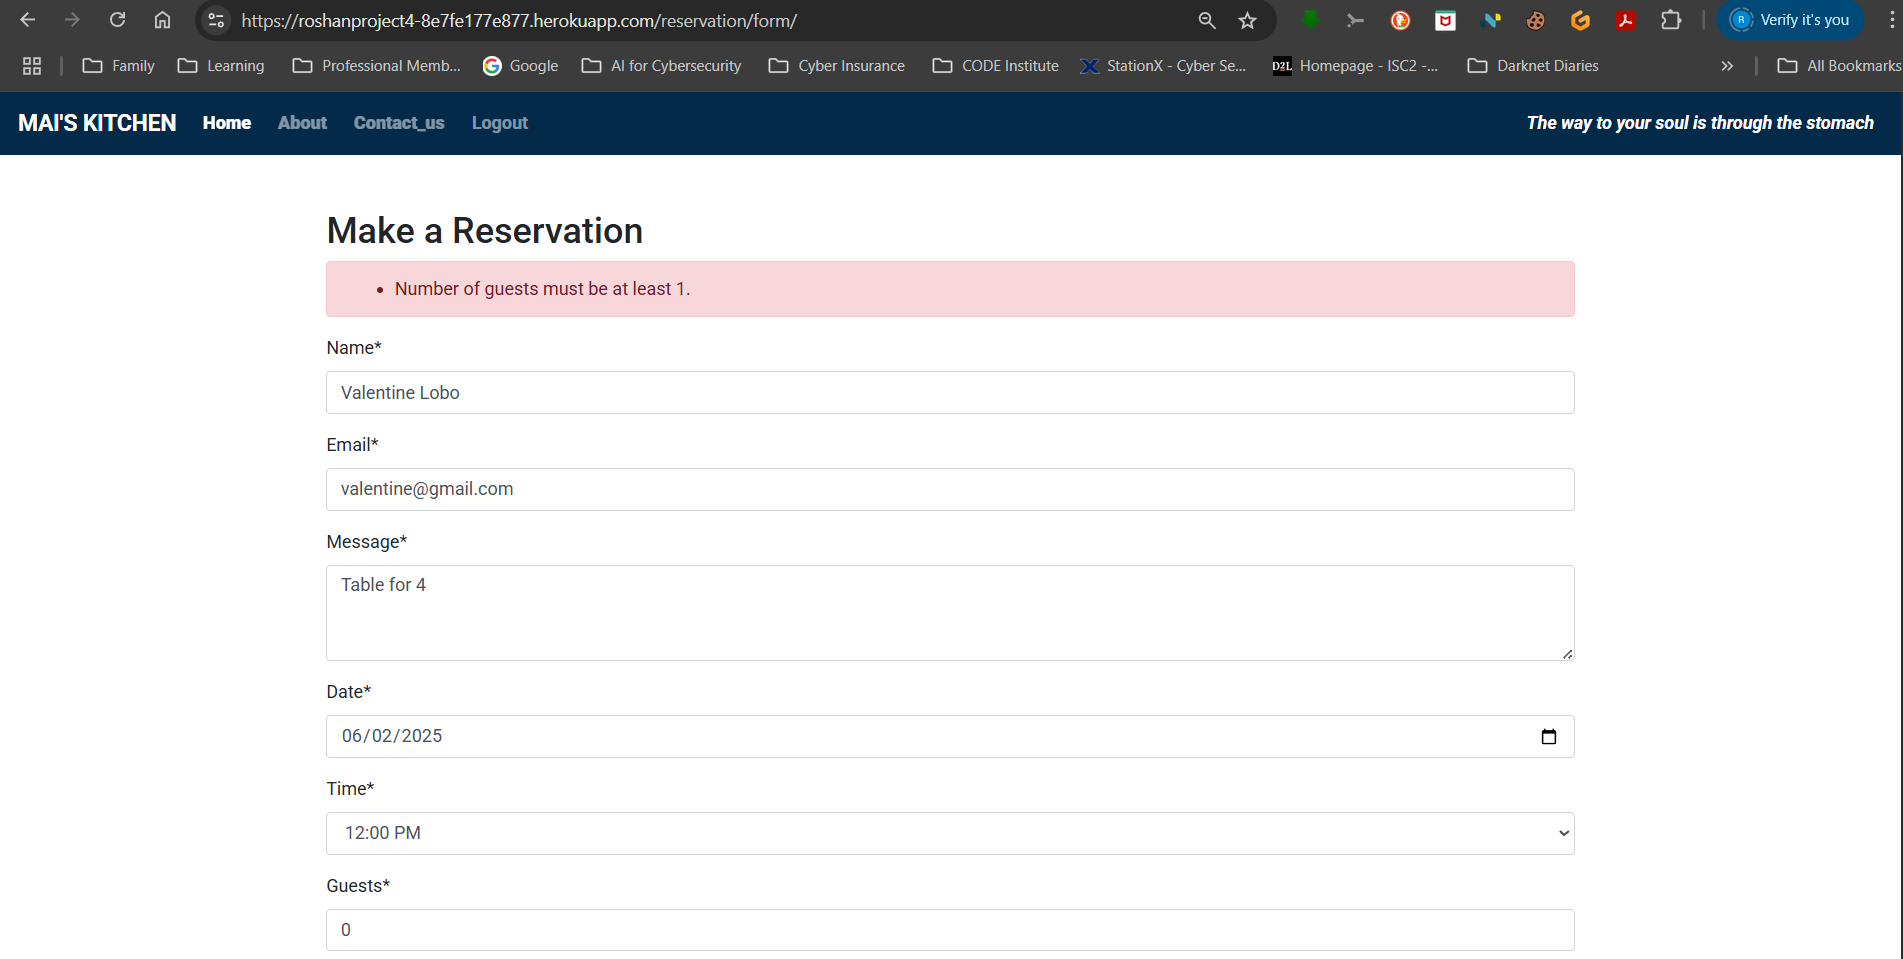 https://roshanproject4-8e7fe177e877.herokuapp.com/reservation/form/
R Verify it's you
Family Learning Professional Memb... Google AI for Cybersecurity Cyber Insurance CODE Institute StationX - Cyber Se... D2L Homepage - ISC2 -... Darknet Diaries » All Bookmarks
MAI'S KITCHEN Home About Contact_us Logout The way to your soul is through the stomach
Make a Reservation
• Number of guests must be at least 1.
Name*
Valentine Lobo
Email*
valentine@gmail.com
Message*
Table for 4
Date*
06/02/2025
Time*
12:00 PM
Guests*
0